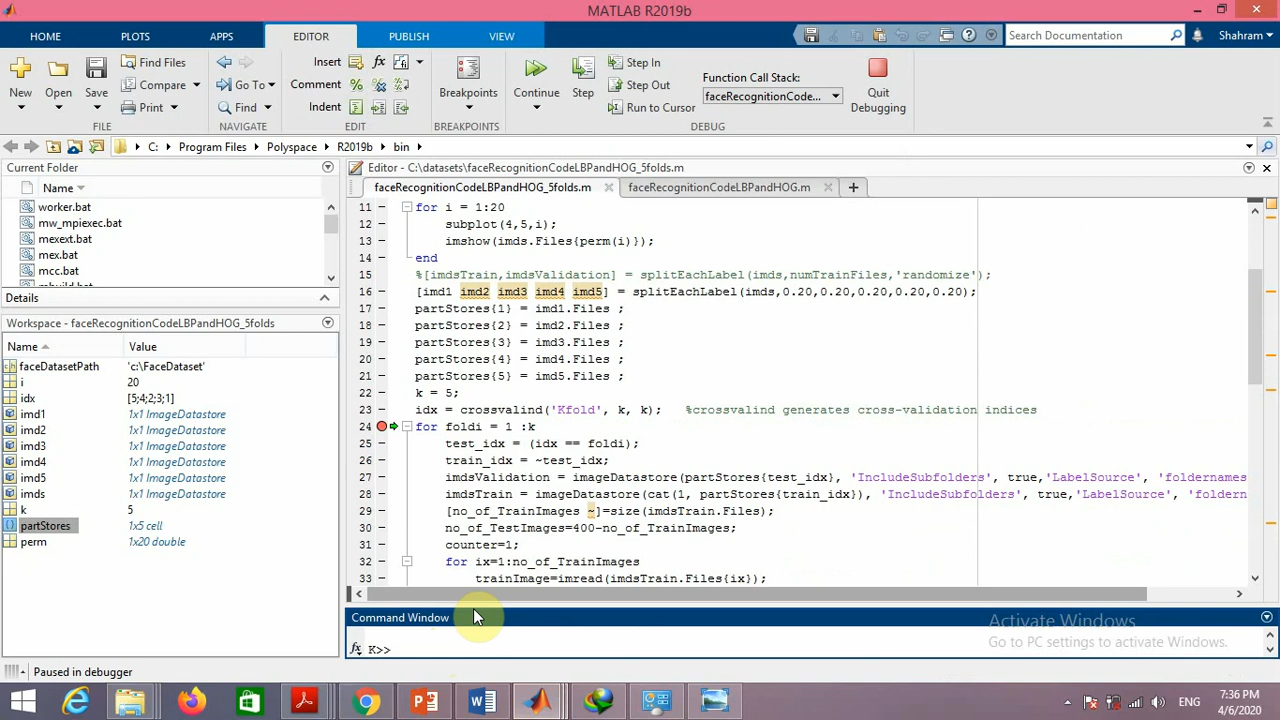 MATLAB R2019b
HOME PLOTS APPS EDITOR PUBLISH VIEW Search Documentation Shahram
New Open Save Find Files Compare Print
Go To Find
Insert fx Comment Indent
Breakpoints
Continue Step Step In Step Out Run to Cursor
Function Call Stack:
faceRecognitionCode...
Quit Debugging
FILE NAVIGATE EDIT BREAKPOINTS DEBUG
C: Program Files Polyspace R2019b bin
Current Folder
Name
worker.bat
mw_mpiexec.bat
mexext.bat
mex.bat
mcc.bat
Details
Workspace - faceRecognitionCodeLBPandHOG_5folds
Name Value
faceDatasetPath 'c:\FaceDataset'
i 20
idx [5;4;2;3;1]
imd1 1x1 ImageDatastore
imd2 1x1 ImageDatastore
imd3 1x1 ImageDatastore
imd4 1x1 ImageDatastore
imd5 1x1 ImageDatastore
imds 1x1 ImageDatastore
k 5
partStores 1x5 cell
perm 1x20 double
Editor - C:\datasets\faceRecognitionCodeLBPandHOG_5folds.m
faceRecognitionCodeLBPandHOG_5folds.m faceRecognitionCodeLBPandHOG.m
11 for i = 1:20
12 subplot(4,5,i);
13 imshow(imds.Files{perm(i)});
14 end
15 %[imdsTrain,imdsValidation] = splitEachLabel(imds,numTrainFiles,'randomize');
16 [imd1 imd2 imd3 imd4 imd5] = splitEachLabel(imds,0.20,0.20,0.20,0.20,0.20);
17 partStores{1} = imd1.Files ;
18 partStores{2} = imd2.Files ;
19 partStores{3} = imd3.Files ;
20 partStores{4} = imd4.Files ;
21 partStores{5} = imd5.Files ;
22 k = 5;
23 idx = crossvalind('Kfold', k, k); %crossvalind generates cross-validation indices
24 for foldi = 1 :k
25 test_idx = (idx == foldi);
26 train_idx = ~test_idx;
27 imdsValidation = imageDatastore(partStores{test_idx}, 'IncludeSubfolders', true,'LabelSource', 'foldernames
28 imdsTrain = imageDatastore(cat(1, partStores{train_idx}), 'IncludeSubfolders', true,'LabelSource', 'foldern
29 [no_of_TrainImages ~]=size(imdsTrain.Files);
30 no_of_TestImages=400-no_of_TrainImages;
31 counter=1;
32 for ix=1:no_of_TrainImages
33 trainImage=imread(imdsTrain.Files{ix});
Command Window
fx K>>
Activate Windows
Go to PC settings to activate Windows.
Paused in debugger
ENG
7:36 PM
4/6/2020